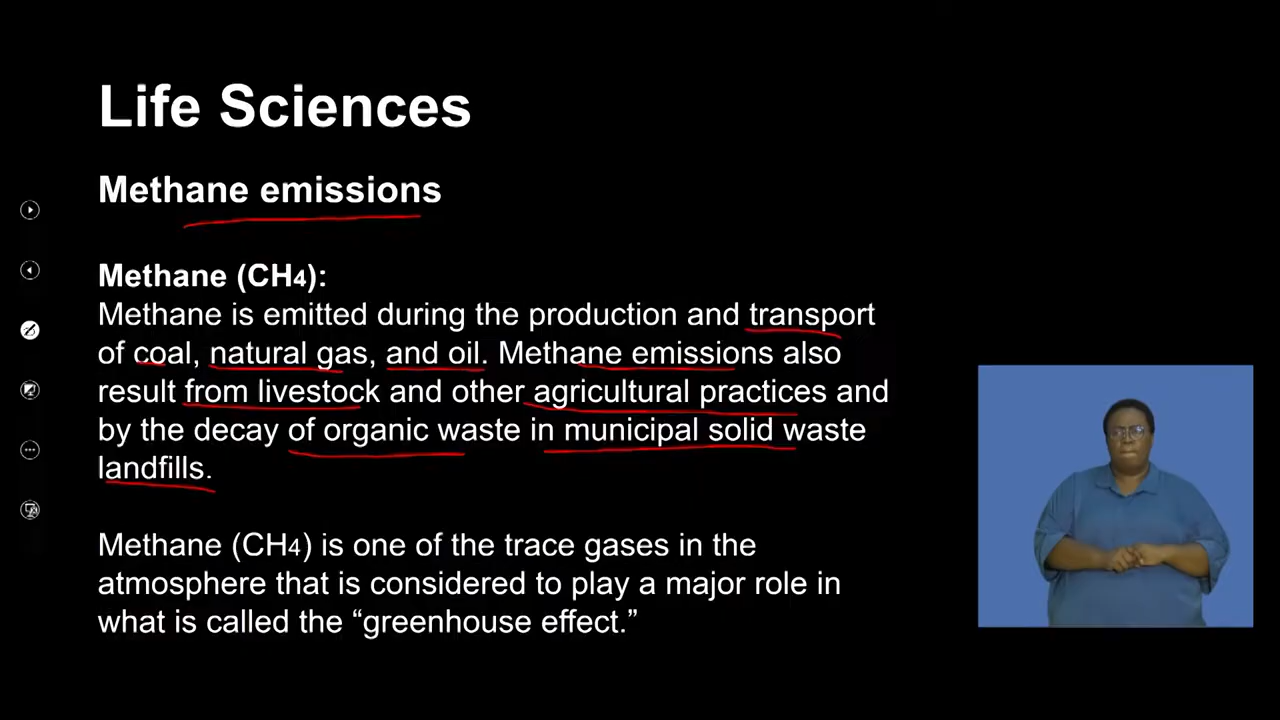 Life Sciences
Methane emissions
Methane (CH4):
Methane is emitted during the production and transport
of coal, natural gas, and oil. Methane emissions also
result from livestock and other agricultural practices and
by the decay of organic waste in municipal solid waste
landfills.
Methane (CH4) is one of the trace gases in the
atmosphere that is considered to play a major role in
what is called the “greenhouse effect.”